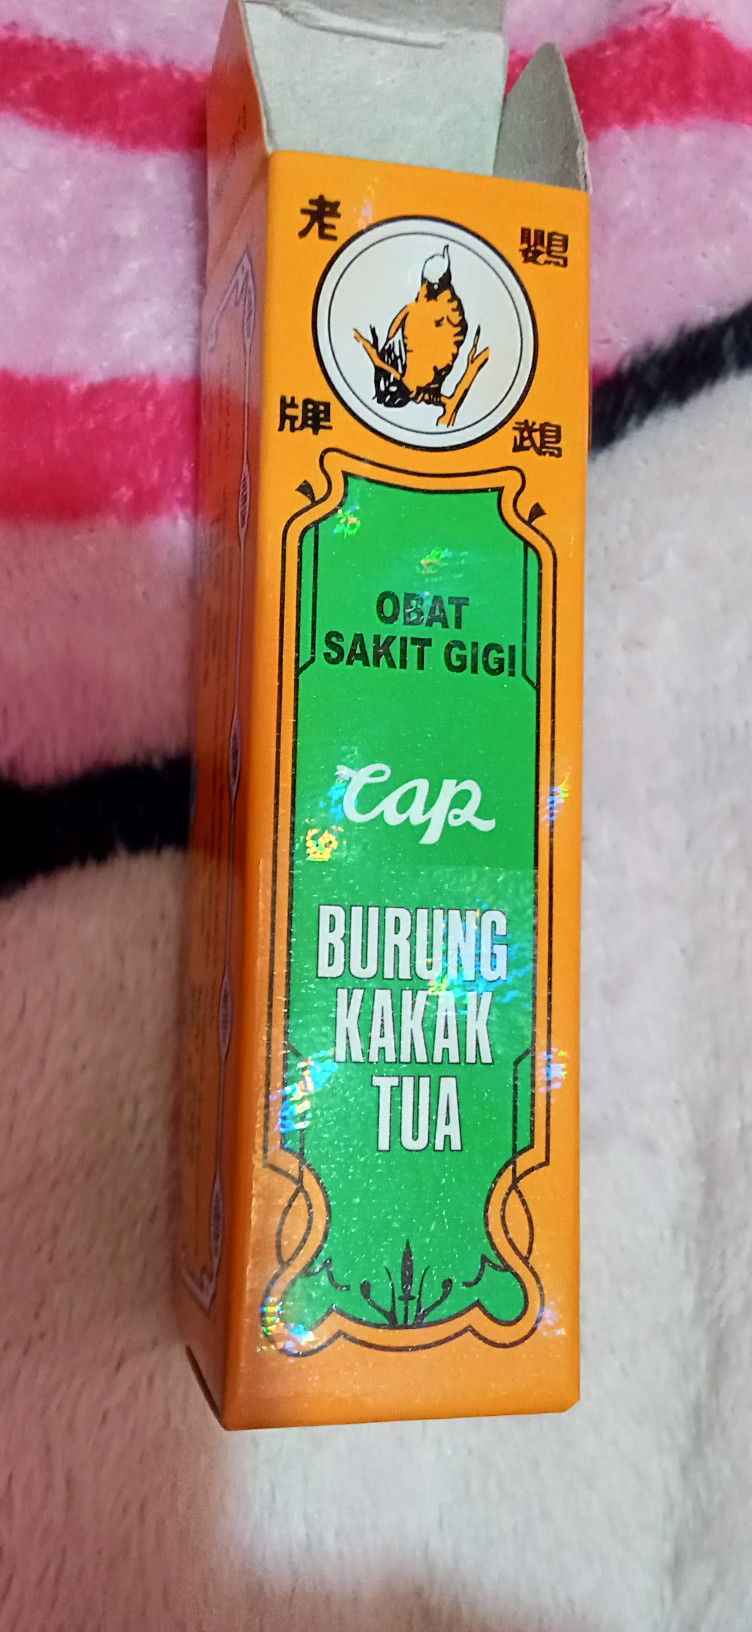 老 鸚
牌 鵡
OBAT
SAKIT GIGI
Cap
BURUNG
KAKAK
TUA